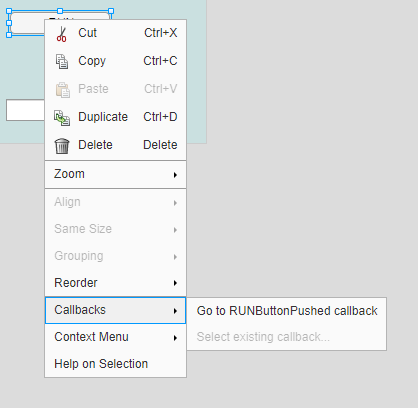 Cut Ctrl+X
Copy Ctrl+C
Paste Ctrl+V
Duplicate Ctrl+D
Delete Delete
Zoom
Align
Same Size
Grouping
Reorder
Callbacks
Go to RUNButtonPushed callback
Select existing callback...
Context Menu
Help on Selection